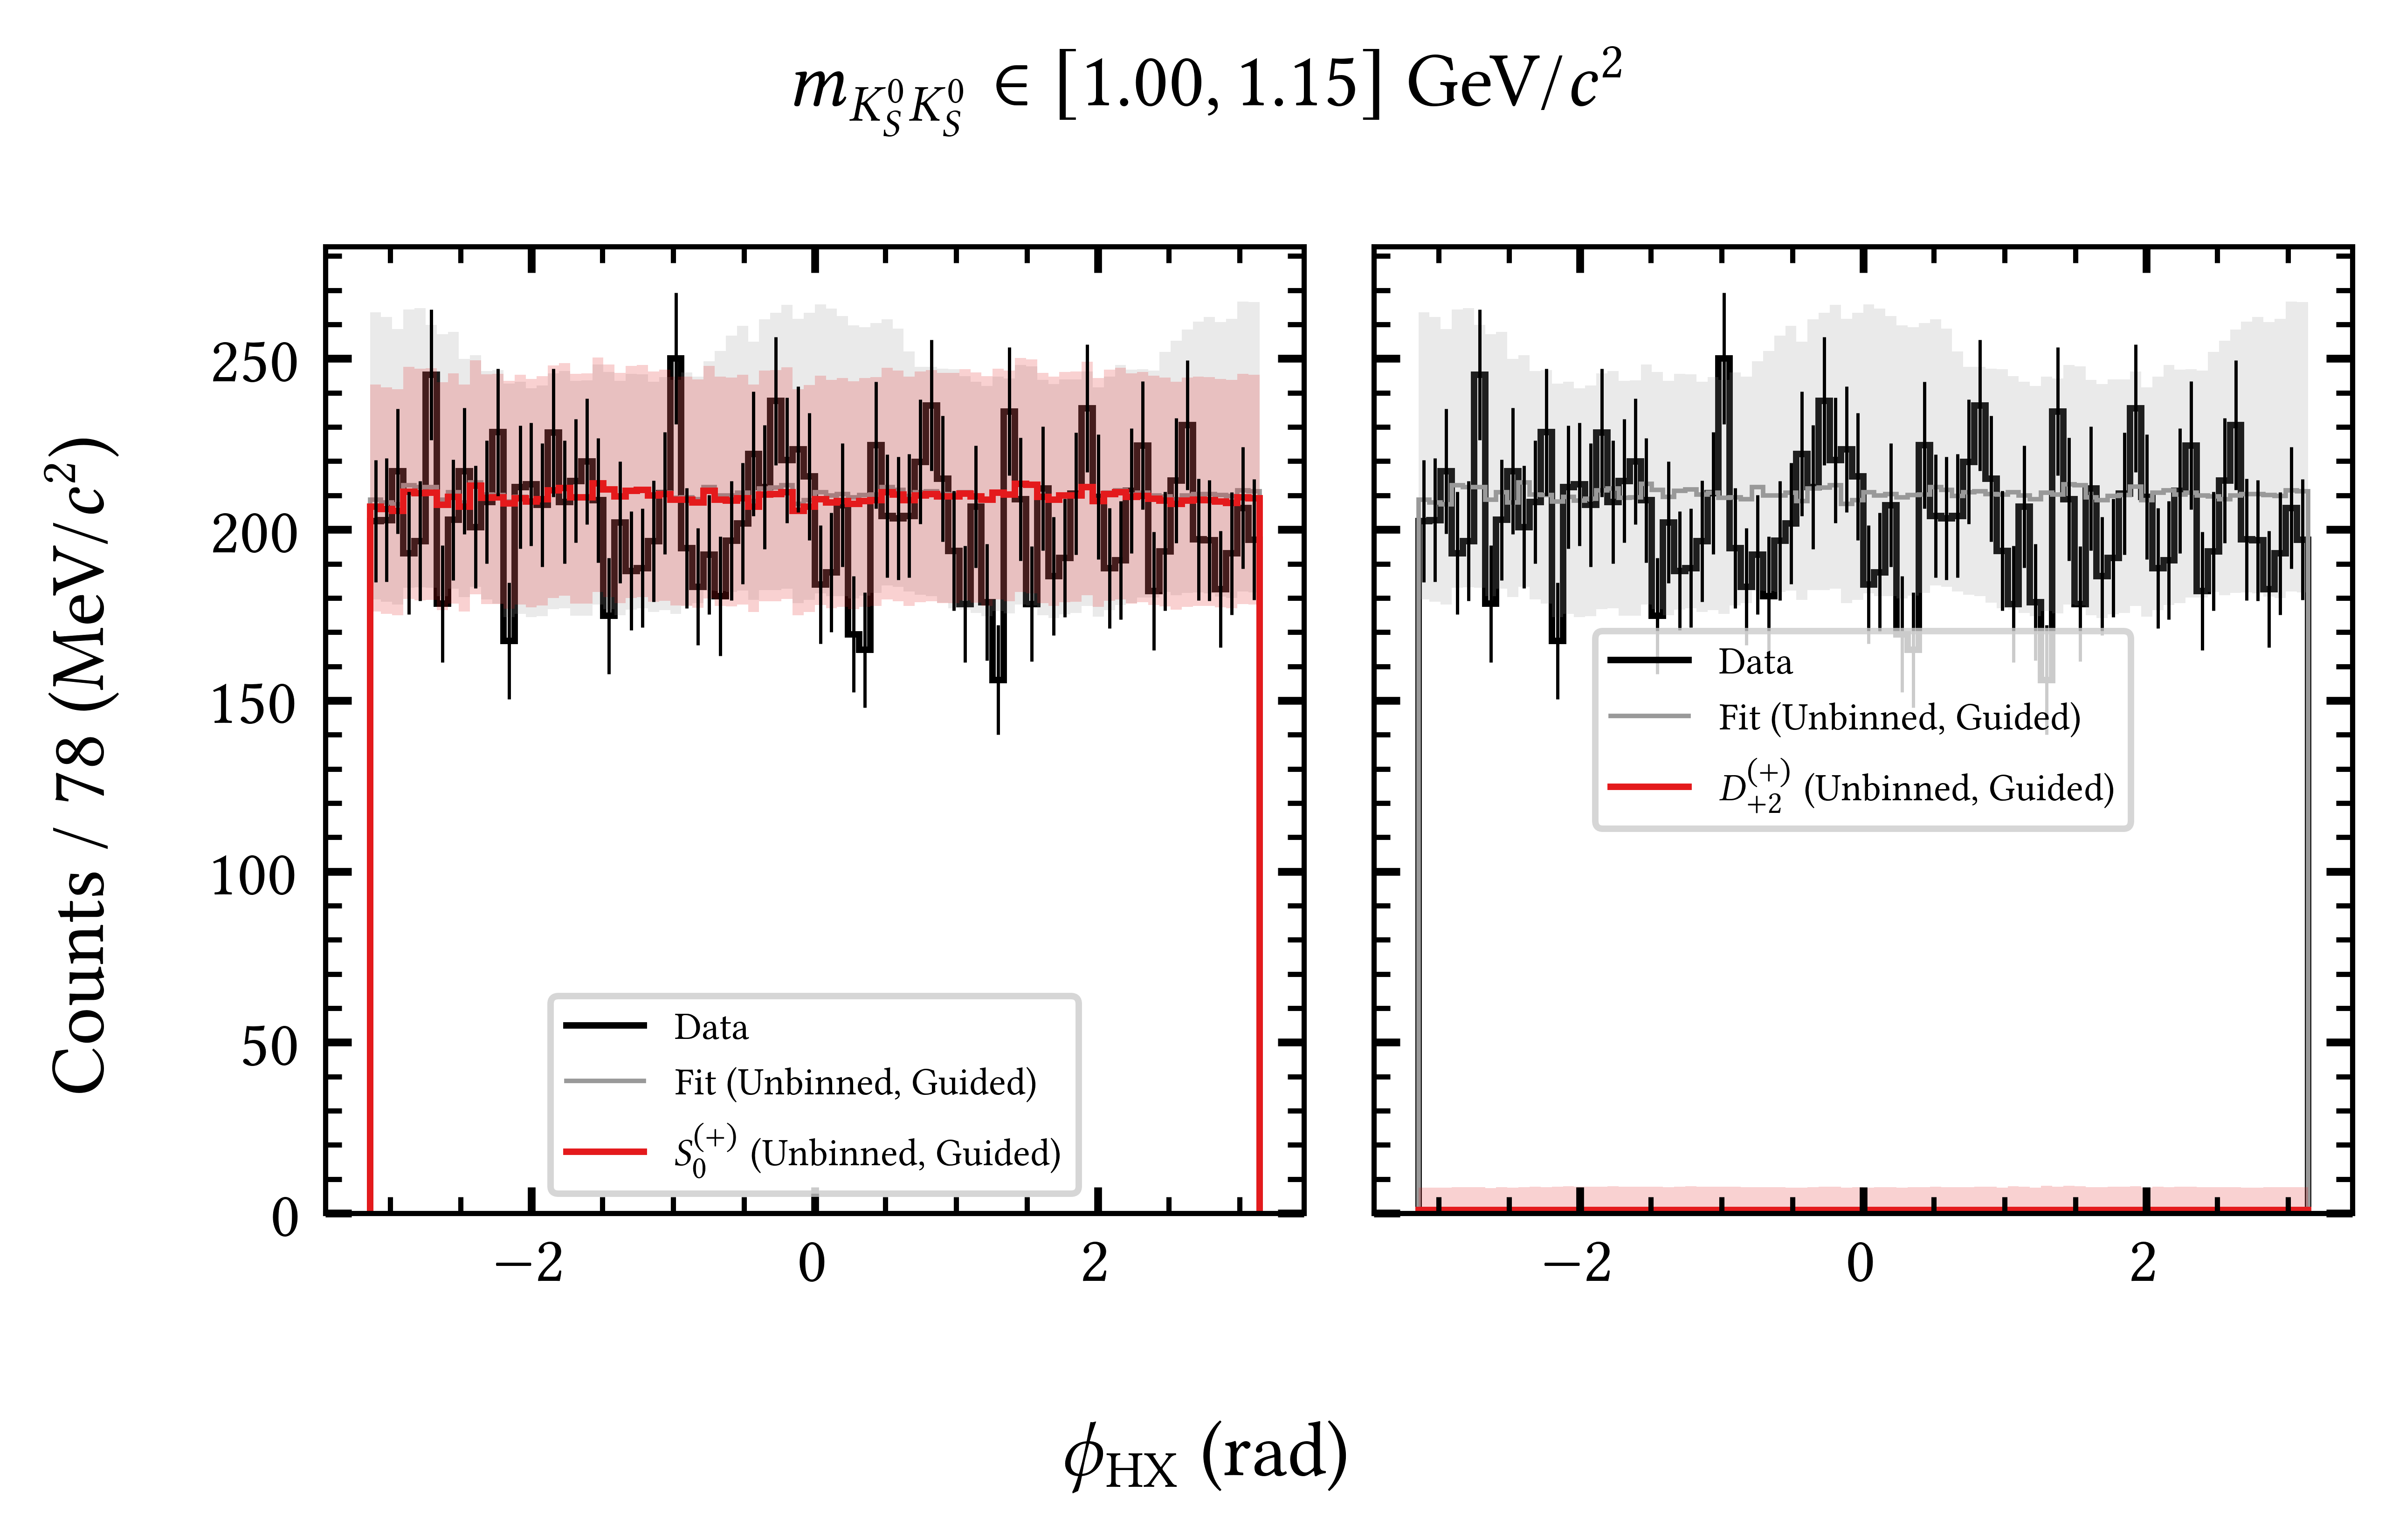 m_{K_S^0 K_S^0} ∈ [1.00, 1.15] GeV/c²
Counts / 78 (MeV/c²)
250
200
150
100
50
0
−2
0
2
Data
Fit (Unbinned, Guided)
S_0^{(+)} (Unbinned, Guided)
−2
0
2
Data
Fit (Unbinned, Guided)
D_{+2}^{(+)} (Unbinned, Guided)
ϕ_{HX} (rad)